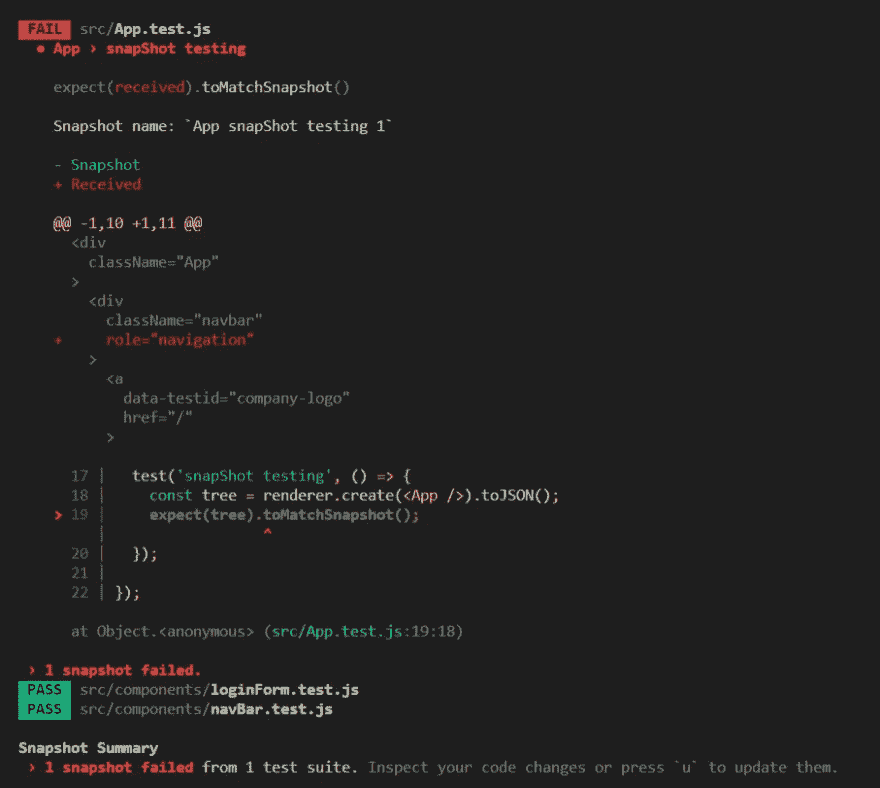 FAIL src/App.test.js
● App › snapShot testing
expect(received).toMatchSnapshot()
Snapshot name: `App snapShot testing 1`
- Snapshot
+ Received
@@ -1,10 +1,11 @@
<div
className="App"
>
<div
className="navbar"
+ role="navigation"
>
<a
data-testid="company-logo"
href="/"
>
17 | test('snapShot testing', () => {
18 | const tree = renderer.create(<App />).toJSON();
> 19 | expect(tree).toMatchSnapshot();
| ^
20 | });
21 |
22 | });
at Object.<anonymous> (src/App.test.js:19:18)
› 1 snapshot failed.
PASS src/components/loginForm.test.js
PASS src/components/navBar.test.js
Snapshot Summary
› 1 snapshot failed from 1 test suite. Inspect your code changes or press `u` to update them.